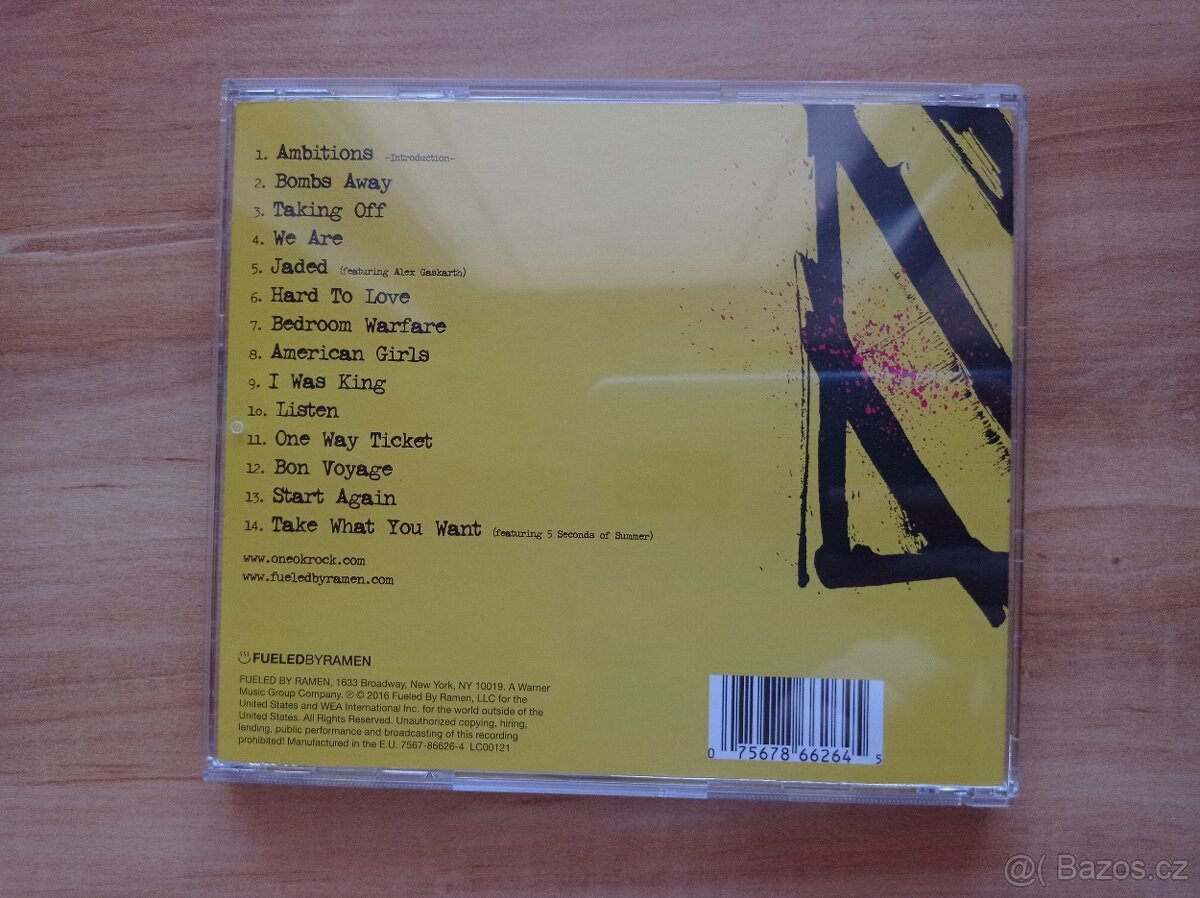 1. Ambitions -Introduction-
2. Bombs Away
3. Taking Off
4. We Are
5. Jaded (featuring Alex Gaskarth)
6. Hard To Love
7. Bedroom Warfare
8. American Girls
9. I Was King
10. Listen
11. One Way Ticket
12. Bon Voyage
13. Start Again
14. Take What You Want (featuring 5 Seconds of Summer)
www.oneokrock.com
www.fueledbyramen.com
FUELEDBYRAMEN
FUELED BY RAMEN, 1633 Broadway, New York, NY 10019. A Warner
Music Group Company. ℗ © 2016 Fueled By Ramen, LLC for the
United States and WEA International Inc. for the world outside of the
United States. All Rights Reserved. Unauthorized copying, hiring,
lending, public performance and broadcasting of this recording
prohibited! Manufactured in the E.U. 7567-86626-4 LC00121
0 75678 66264 5
@( Bazos.cz